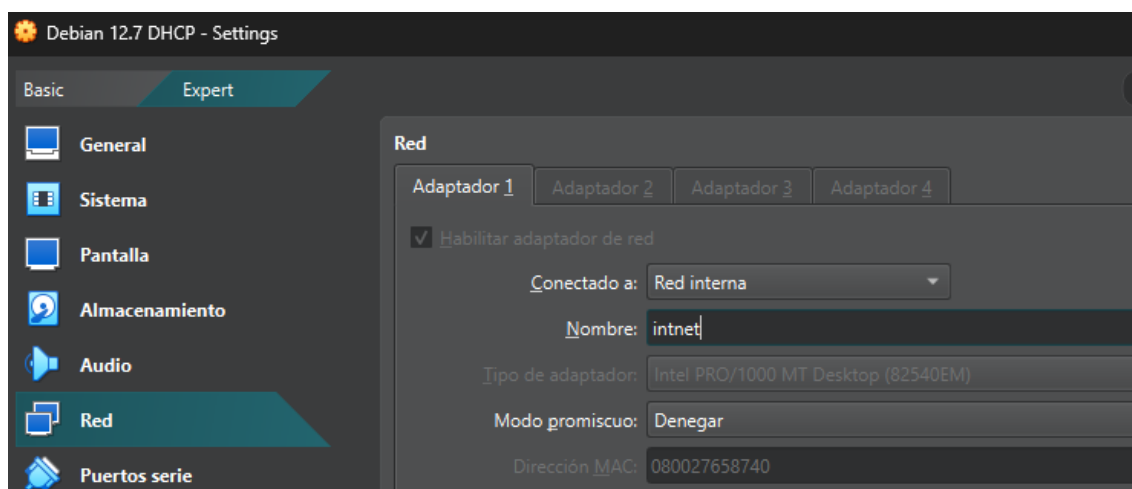 Debian 12.7 DHCP - Settings
Basic Expert
General
Sistema
Pantalla
Almacenamiento
Audio
Red
Puertos serie
Red
Adaptador 1 Adaptador 2 Adaptador 3 Adaptador 4
Habilitar adaptador de red
Conectado a: Red interna
Nombre: intnet
Tipo de adaptador: Intel PRO/1000 MT Desktop (82540EM)
Modo promiscuo: Denegar
Dirección MAC: 080027658740